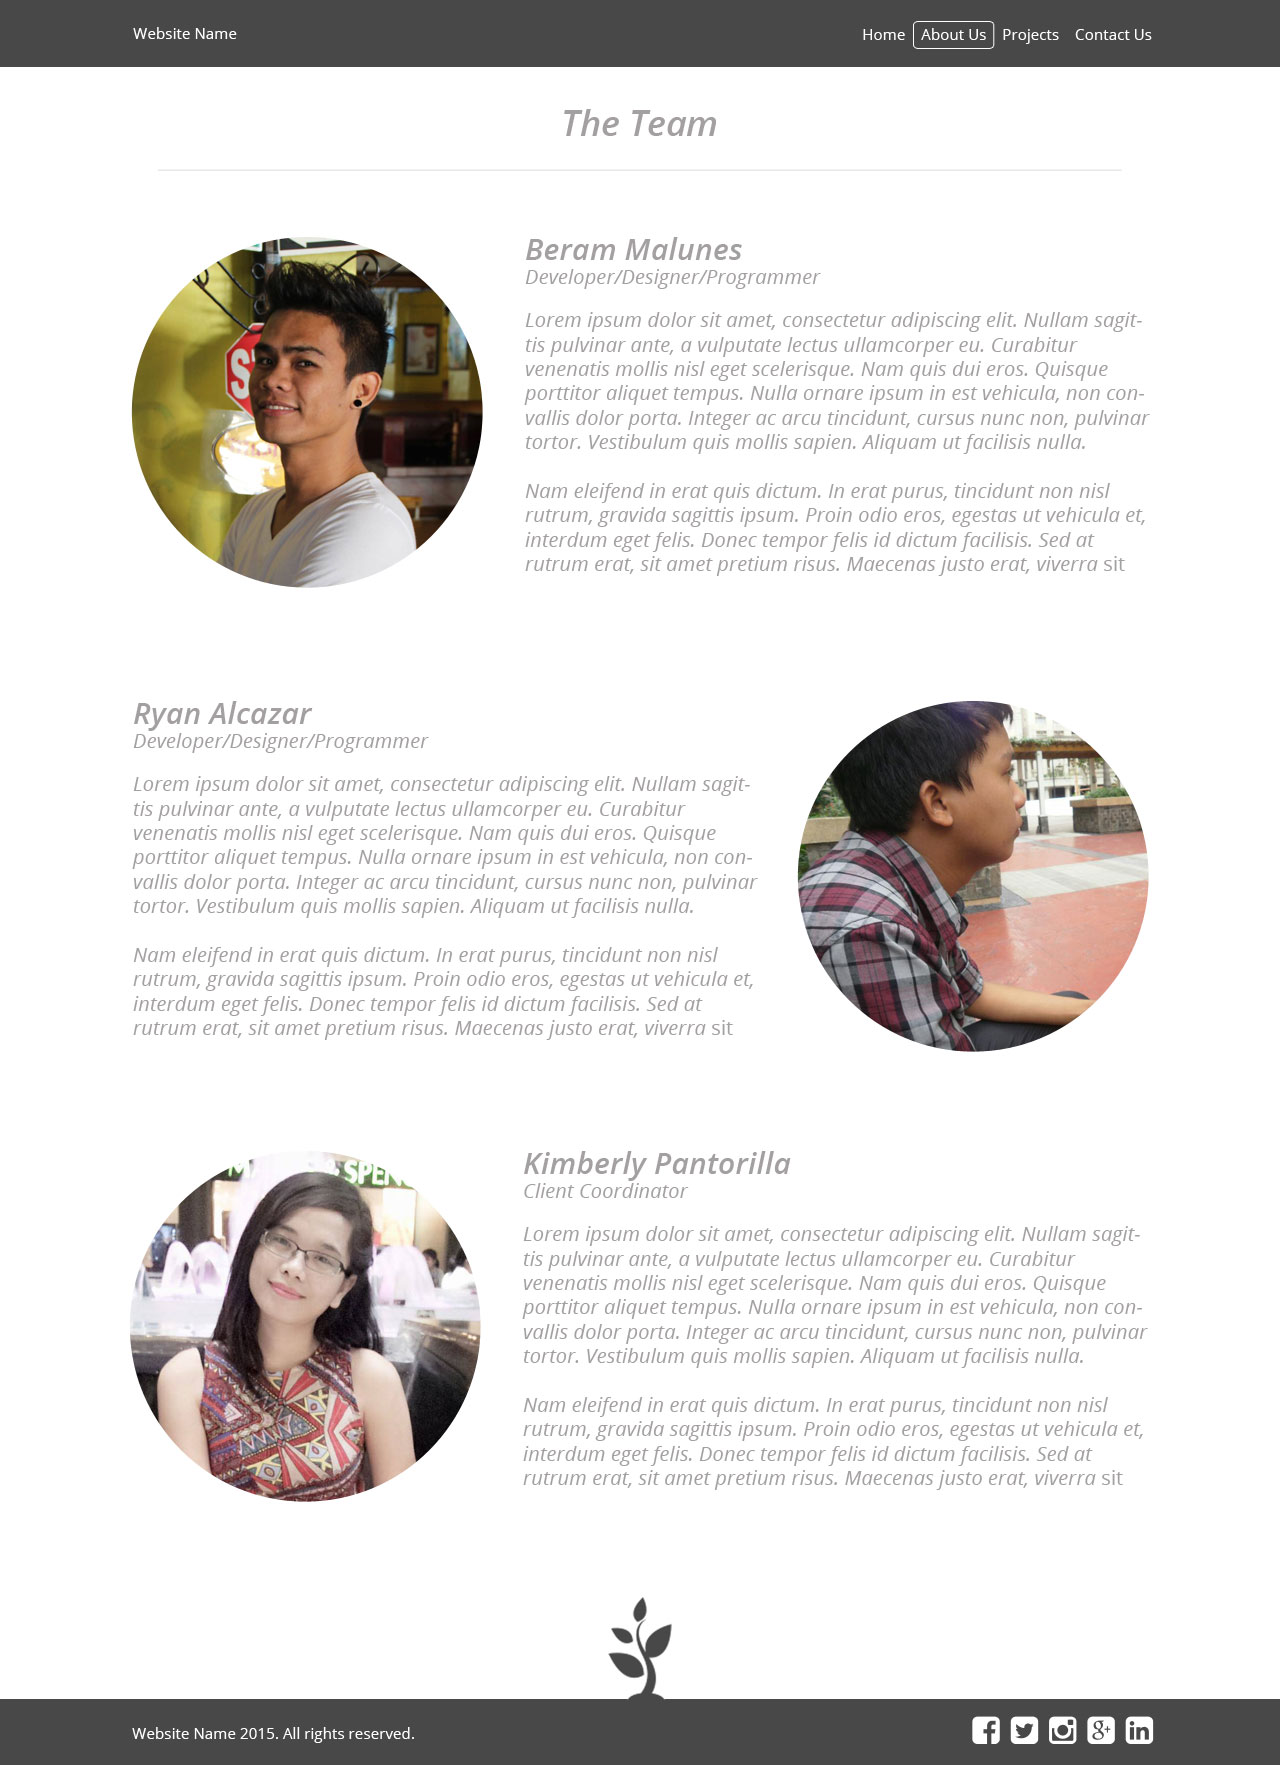 Website Name
Home About Us Projects Contact Us
The Team
Beram Malunes
Developer/Designer/Programmer
Lorem ipsum dolor sit amet, consectetur adipiscing elit. Nullam sagit-
tis pulvinar ante, a vulputate lectus ullamcorper eu. Curabitur
venenatis mollis nisl eget scelerisque. Nam quis dui eros. Quisque
porttitor aliquet tempus. Nulla ornare ipsum in est vehicula, non con-
vallis dolor porta. Integer ac arcu tincidunt, cursus nunc non, pulvinar
tortor. Vestibulum quis mollis sapien. Aliquam ut facilisis nulla.
Nam eleifend in erat quis dictum. In erat purus, tincidunt non nisl
rutrum, gravida sagittis ipsum. Proin odio eros, egestas ut vehicula et,
interdum eget felis. Donec tempor felis id dictum facilisis. Sed at
rutrum erat, sit amet pretium risus. Maecenas justo erat, viverra sit
Ryan Alcazar
Developer/Designer/Programmer
Lorem ipsum dolor sit amet, consectetur adipiscing elit. Nullam sagit-
tis pulvinar ante, a vulputate lectus ullamcorper eu. Curabitur
venenatis mollis nisl eget scelerisque. Nam quis dui eros. Quisque
porttitor aliquet tempus. Nulla ornare ipsum in est vehicula, non con-
vallis dolor porta. Integer ac arcu tincidunt, cursus nunc non, pulvinar
tortor. Vestibulum quis mollis sapien. Aliquam ut facilisis nulla.
Nam eleifend in erat quis dictum. In erat purus, tincidunt non nisl
rutrum, gravida sagittis ipsum. Proin odio eros, egestas ut vehicula et,
interdum eget felis. Donec tempor felis id dictum facilisis. Sed at
rutrum erat, sit amet pretium risus. Maecenas justo erat, viverra sit
Kimberly Pantorilla
Client Coordinator
Lorem ipsum dolor sit amet, consectetur adipiscing elit. Nullam sagit-
tis pulvinar ante, a vulputate lectus ullamcorper eu. Curabitur
venenatis mollis nisl eget scelerisque. Nam quis dui eros. Quisque
porttitor aliquet tempus. Nulla ornare ipsum in est vehicula, non con-
vallis dolor porta. Integer ac arcu tincidunt, cursus nunc non, pulvinar
tortor. Vestibulum quis mollis sapien. Aliquam ut facilisis nulla.
Nam eleifend in erat quis dictum. In erat purus, tincidunt non nisl
rutrum, gravida sagittis ipsum. Proin odio eros, egestas ut vehicula et,
interdum eget felis. Donec tempor felis id dictum facilisis. Sed at
rutrum erat, sit amet pretium risus. Maecenas justo erat, viverra sit
Website Name 2015. All rights reserved.